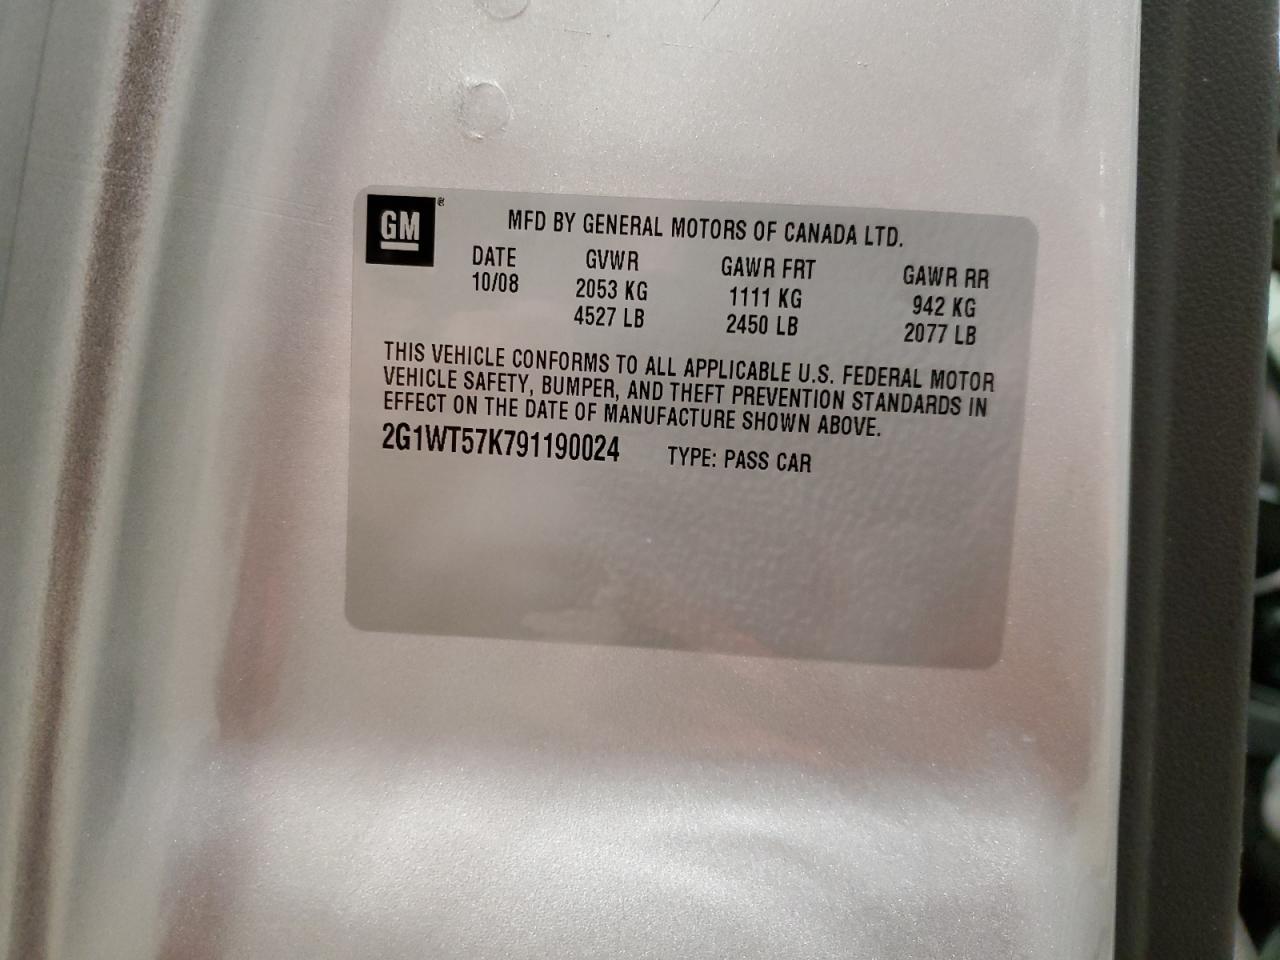 GM ®
MFD BY GENERAL MOTORS OF CANADA LTD.
DATE GVWR GAWR FRT GAWR RR
10/08 2053 KG 1111 KG 942 KG
4527 LB 2450 LB 2077 LB
THIS VEHICLE CONFORMS TO ALL APPLICABLE U.S. FEDERAL MOTOR
VEHICLE SAFETY, BUMPER, AND THEFT PREVENTION STANDARDS IN
EFFECT ON THE DATE OF MANUFACTURE SHOWN ABOVE.
2G1WT57K791190024 TYPE: PASS CAR